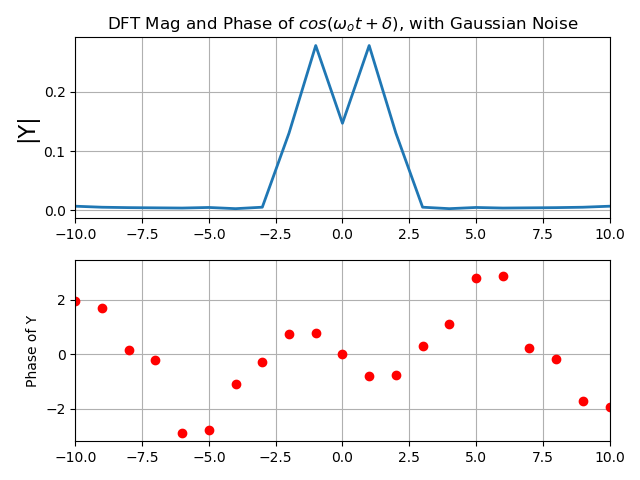 DFT Mag and Phase of cos(ω₀t + δ), with Gaussian Noise
|Y|
0.2
0.1
0.0
−10.0 −7.5 −5.0 −2.5 0.0 2.5 5.0 7.5 10.0
Phase of Y
2
0
−2
−10.0 −7.5 −5.0 −2.5 0.0 2.5 5.0 7.5 10.0